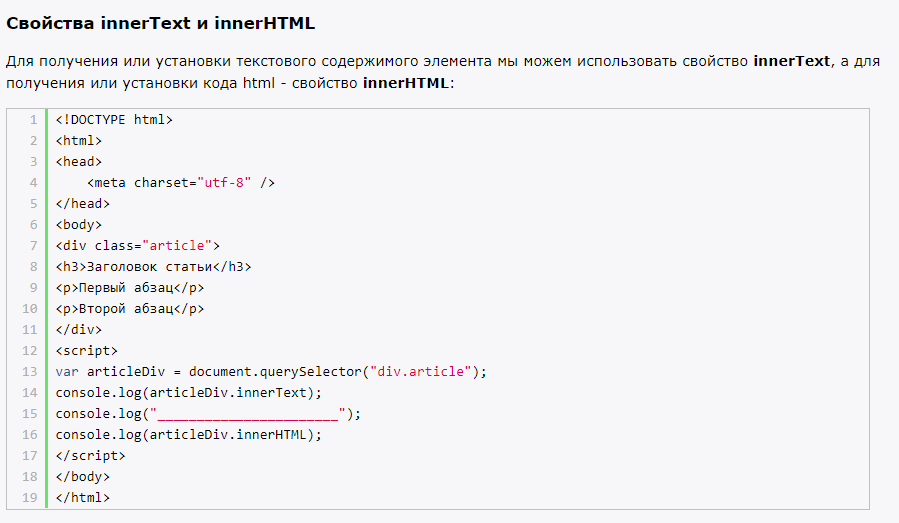 Свойства innerText и innerHTML
Для получения или установки текстового содержимого элемента мы можем использовать свойство innerText, а для
получения или установки кода html - свойство innerHTML:
1 <!DOCTYPE html>
2 <html>
3 <head>
4     <meta charset="utf-8" />
5 </head>
6 <body>
7 <div class="article">
8 <h3>Заголовок статьи</h3>
9 <p>Первый абзац</p>
10 <p>Второй абзац</p>
11 </div>
12 <script>
13 var articleDiv = document.querySelector("div.article");
14 console.log(articleDiv.innerText);
15 console.log("_______________________");
16 console.log(articleDiv.innerHTML);
17 </script>
18 </body>
19 </html>